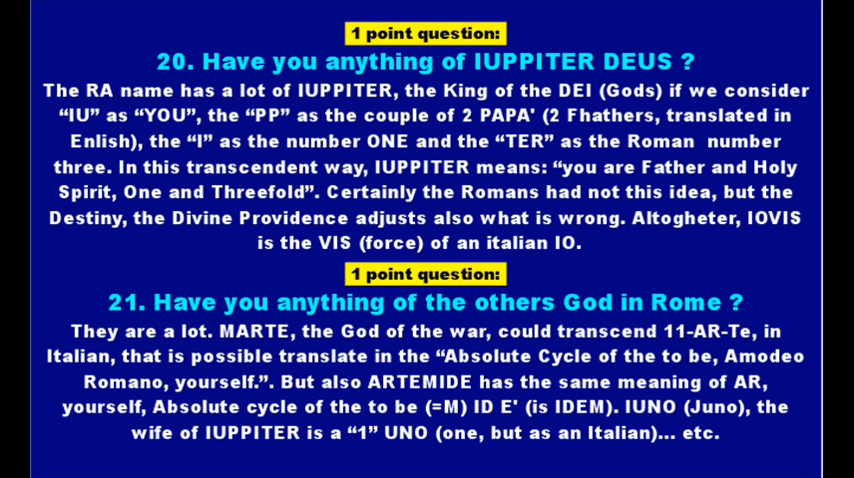 1 point question:
20. Have you anything of IUPPITER DEUS ?
The RA name has a lot of IUPPITER, the King of the DEI (Gods) if we consider
“IU” as “YOU”, the “PP” as the couple of 2 PAPA' (2 Fhathers, translated in
Enlish), the “I” as the number ONE and the “TER” as the Roman number
three. In this transcendent way, IUPPITER means: “you are Father and Holy
Spirit, One and Threefold”. Certainly the Romans had not this idea, but the
Destiny, the Divine Providence adjusts also what is wrong. Altogheter, IOVIS
is the VIS (force) of an italian IO.
1 point question:
21. Have you anything of the others God in Rome ?
They are a lot. MARTE, the God of the war, could transcend 11-AR-Te, in
Italian, that is possible translate in the “Absolute Cycle of the to be, Amodeo
Romano, yourself.”. But also ARTEMIDE has the same meaning of AR,
yourself, Absolute cycle of the to be (=M) ID E' (is IDEM). IUNO (Juno), the
wife of IUPPITER is a “1” UNO (one, but as an Italian)... etc.